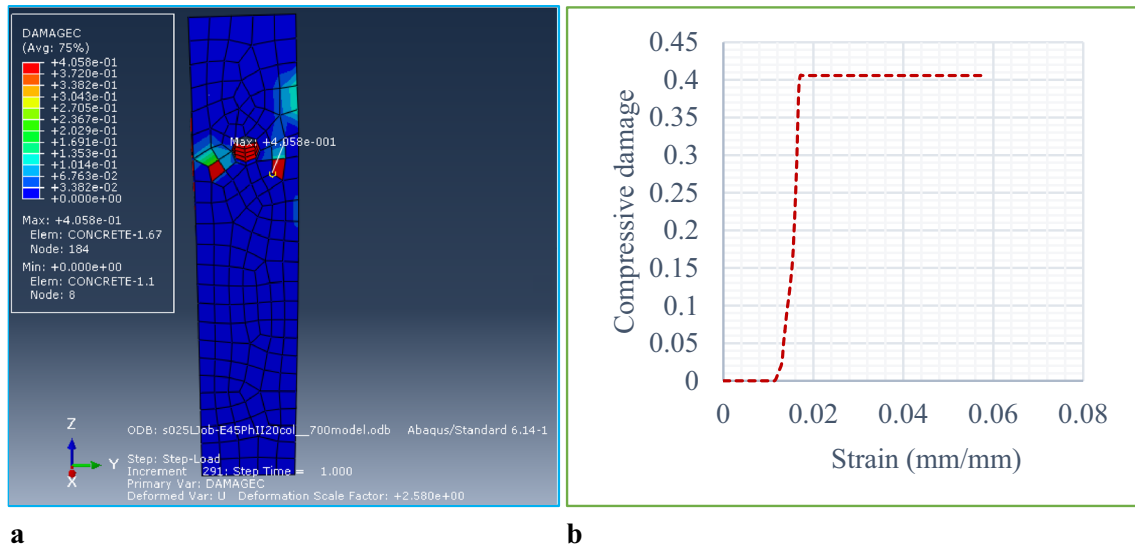 DAMAGEC
(Avg: 75%)
+4.058e-01
+3.720e-01
+3.382e-01
+3.043e-01
+2.705e-01
+2.367e-01
+2.029e-01
+1.691e-01
+1.353e-01
+1.014e-01
+6.763e-02
+3.382e-02
+0.000e+00
Max: +4.058e-01
Elem: CONCRETE-1.67
Node: 184
Min: +0.000e+00
Elem: CONCRETE-1.1
Node: 8
Max: +4.058e-001
Z
Y
X
ODB: s025LJob-E45PhII20col__700model.odb Abaqus/Standard 6.14-1
Step: Step-Load
Increment 291: Step Time = 1.000
Primary Var: DAMAGEC
Deformed Var: U Deformation Scale Factor: +2.580e+00
a
Compressive damage
0.45
0.4
0.35
0.3
0.25
0.2
0.15
0.1
0.05
0
0 0.02 0.04 0.06 0.08
Strain (mm/mm)
b